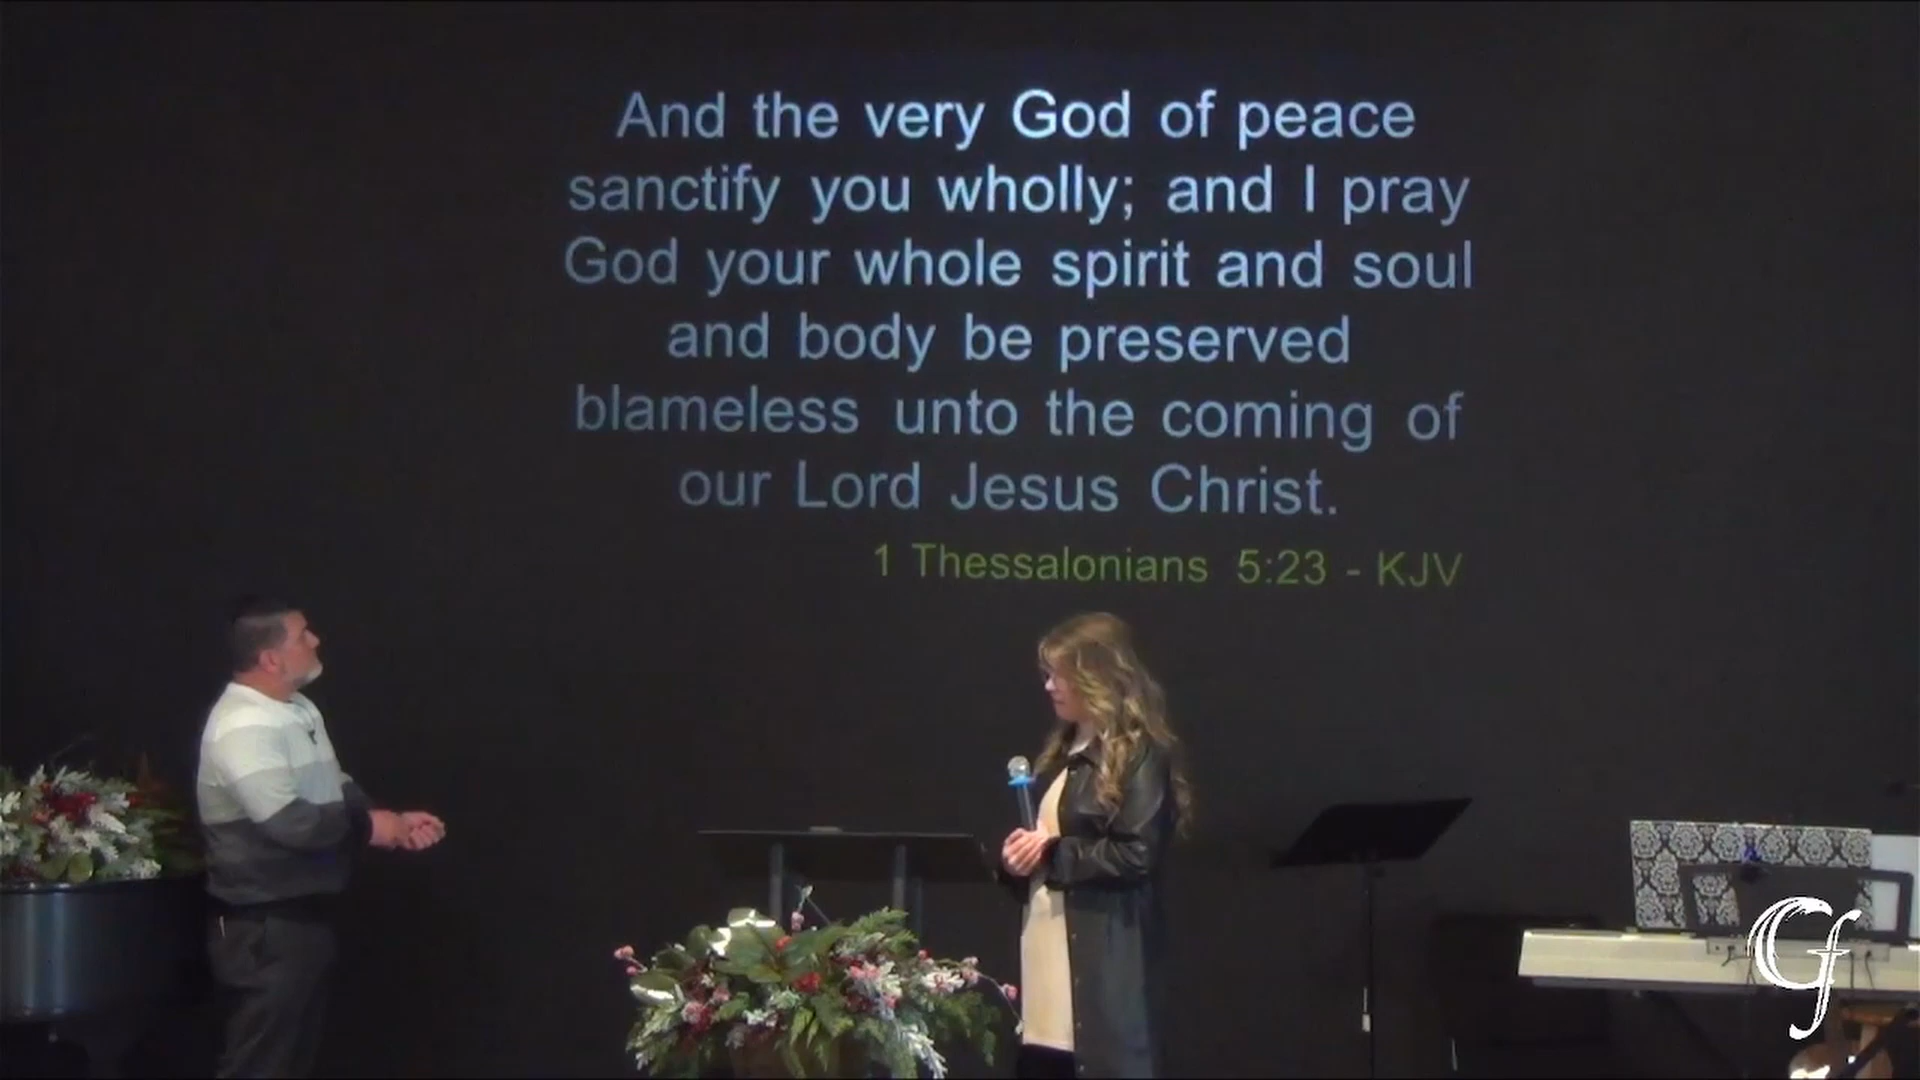 And the very God of peace
sanctify you wholly; and I pray
God your whole spirit and soul
and body be preserved
blameless unto the coming of
our Lord Jesus Christ.
1 Thessalonians 5:23 - KJV
Cf